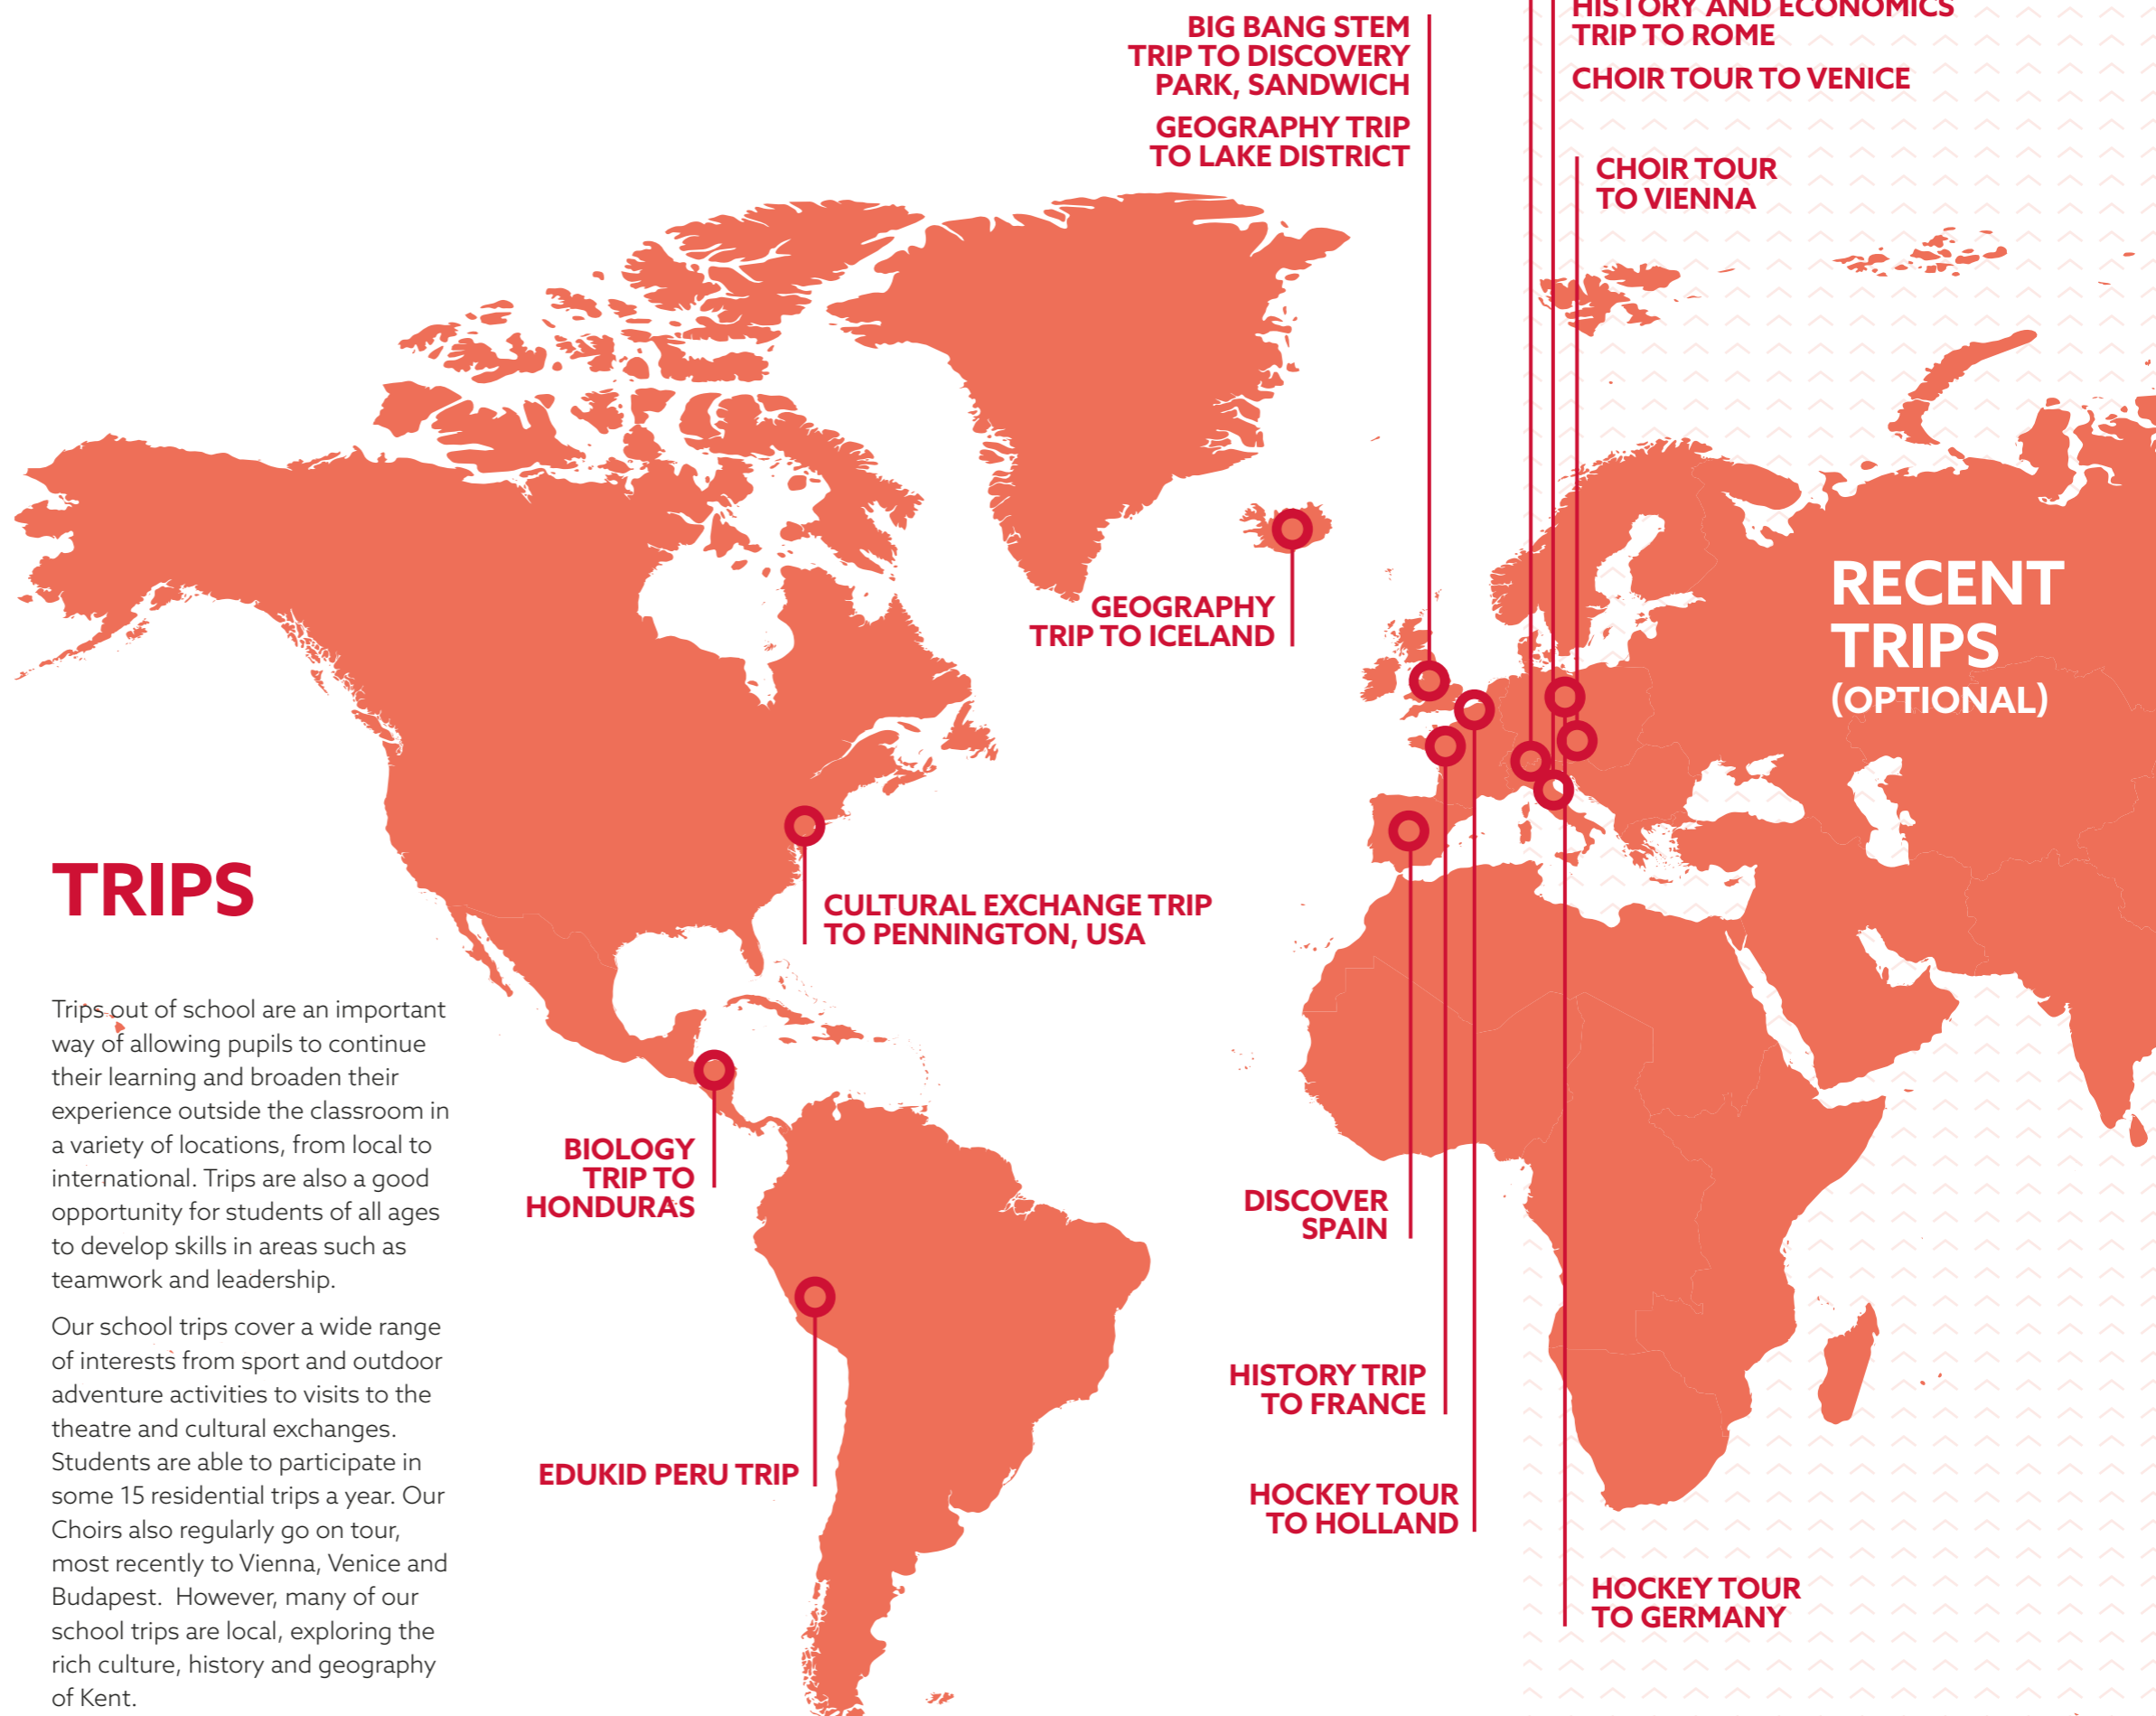 BIG BANG STEM
TRIP TO DISCOVERY
PARK, SANDWICH
GEOGRAPHY TRIP
TO LAKE DISTRICT
HISTORY AND ECONOMICS
TRIP TO ROME
CHOIR TOUR TO VENICE
CHOIR TOUR
TO VIENNA
GEOGRAPHY
TRIP TO ICELAND
RECENT
TRIPS
(OPTIONAL)
TRIPS
Trips out of school are an important
way of allowing pupils to continue
their learning and broaden their
experience outside the classroom in
a variety of locations, from local to
international. Trips are also a good
opportunity for students of all ages
to develop skills in areas such as
teamwork and leadership.
Our school trips cover a wide range
of interests from sport and outdoor
adventure activities to visits to the
theatre and cultural exchanges.
Students are able to participate in
some 15 residential trips a year. Our
Choirs also regularly go on tour,
most recently to Vienna, Venice and
Budapest. However, many of our
school trips are local, exploring the
rich culture, history and geography
of Kent.
CULTURAL EXCHANGE TRIP
TO PENNINGTON, USA
BIOLOGY
TRIP TO
HONDURAS
EDUKID PERU TRIP
DISCOVER
SPAIN
HISTORY TRIP
TO FRANCE
HOCKEY TOUR
TO HOLLAND
HOCKEY TOUR
TO GERMANY